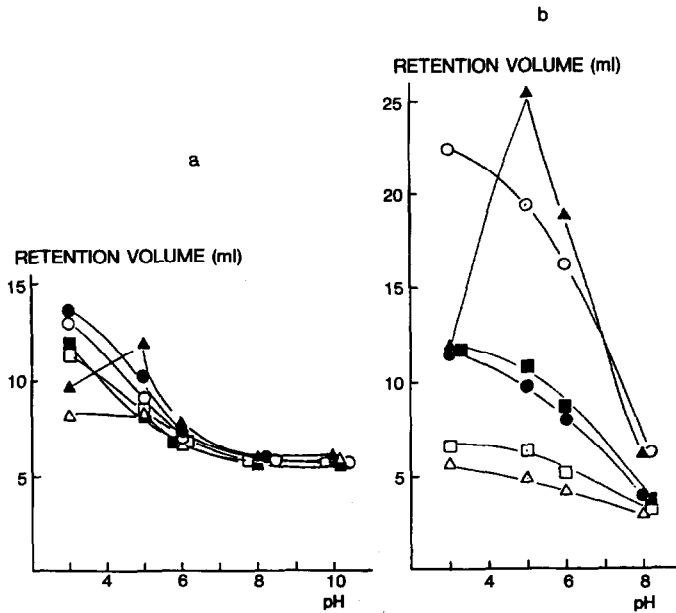 b
RETENTION VOLUME (ml)
25
20
15
10
5
4 6 8
pH
a
RETENTION VOLUME (ml)
15
10
5
4 6 8 10
pH